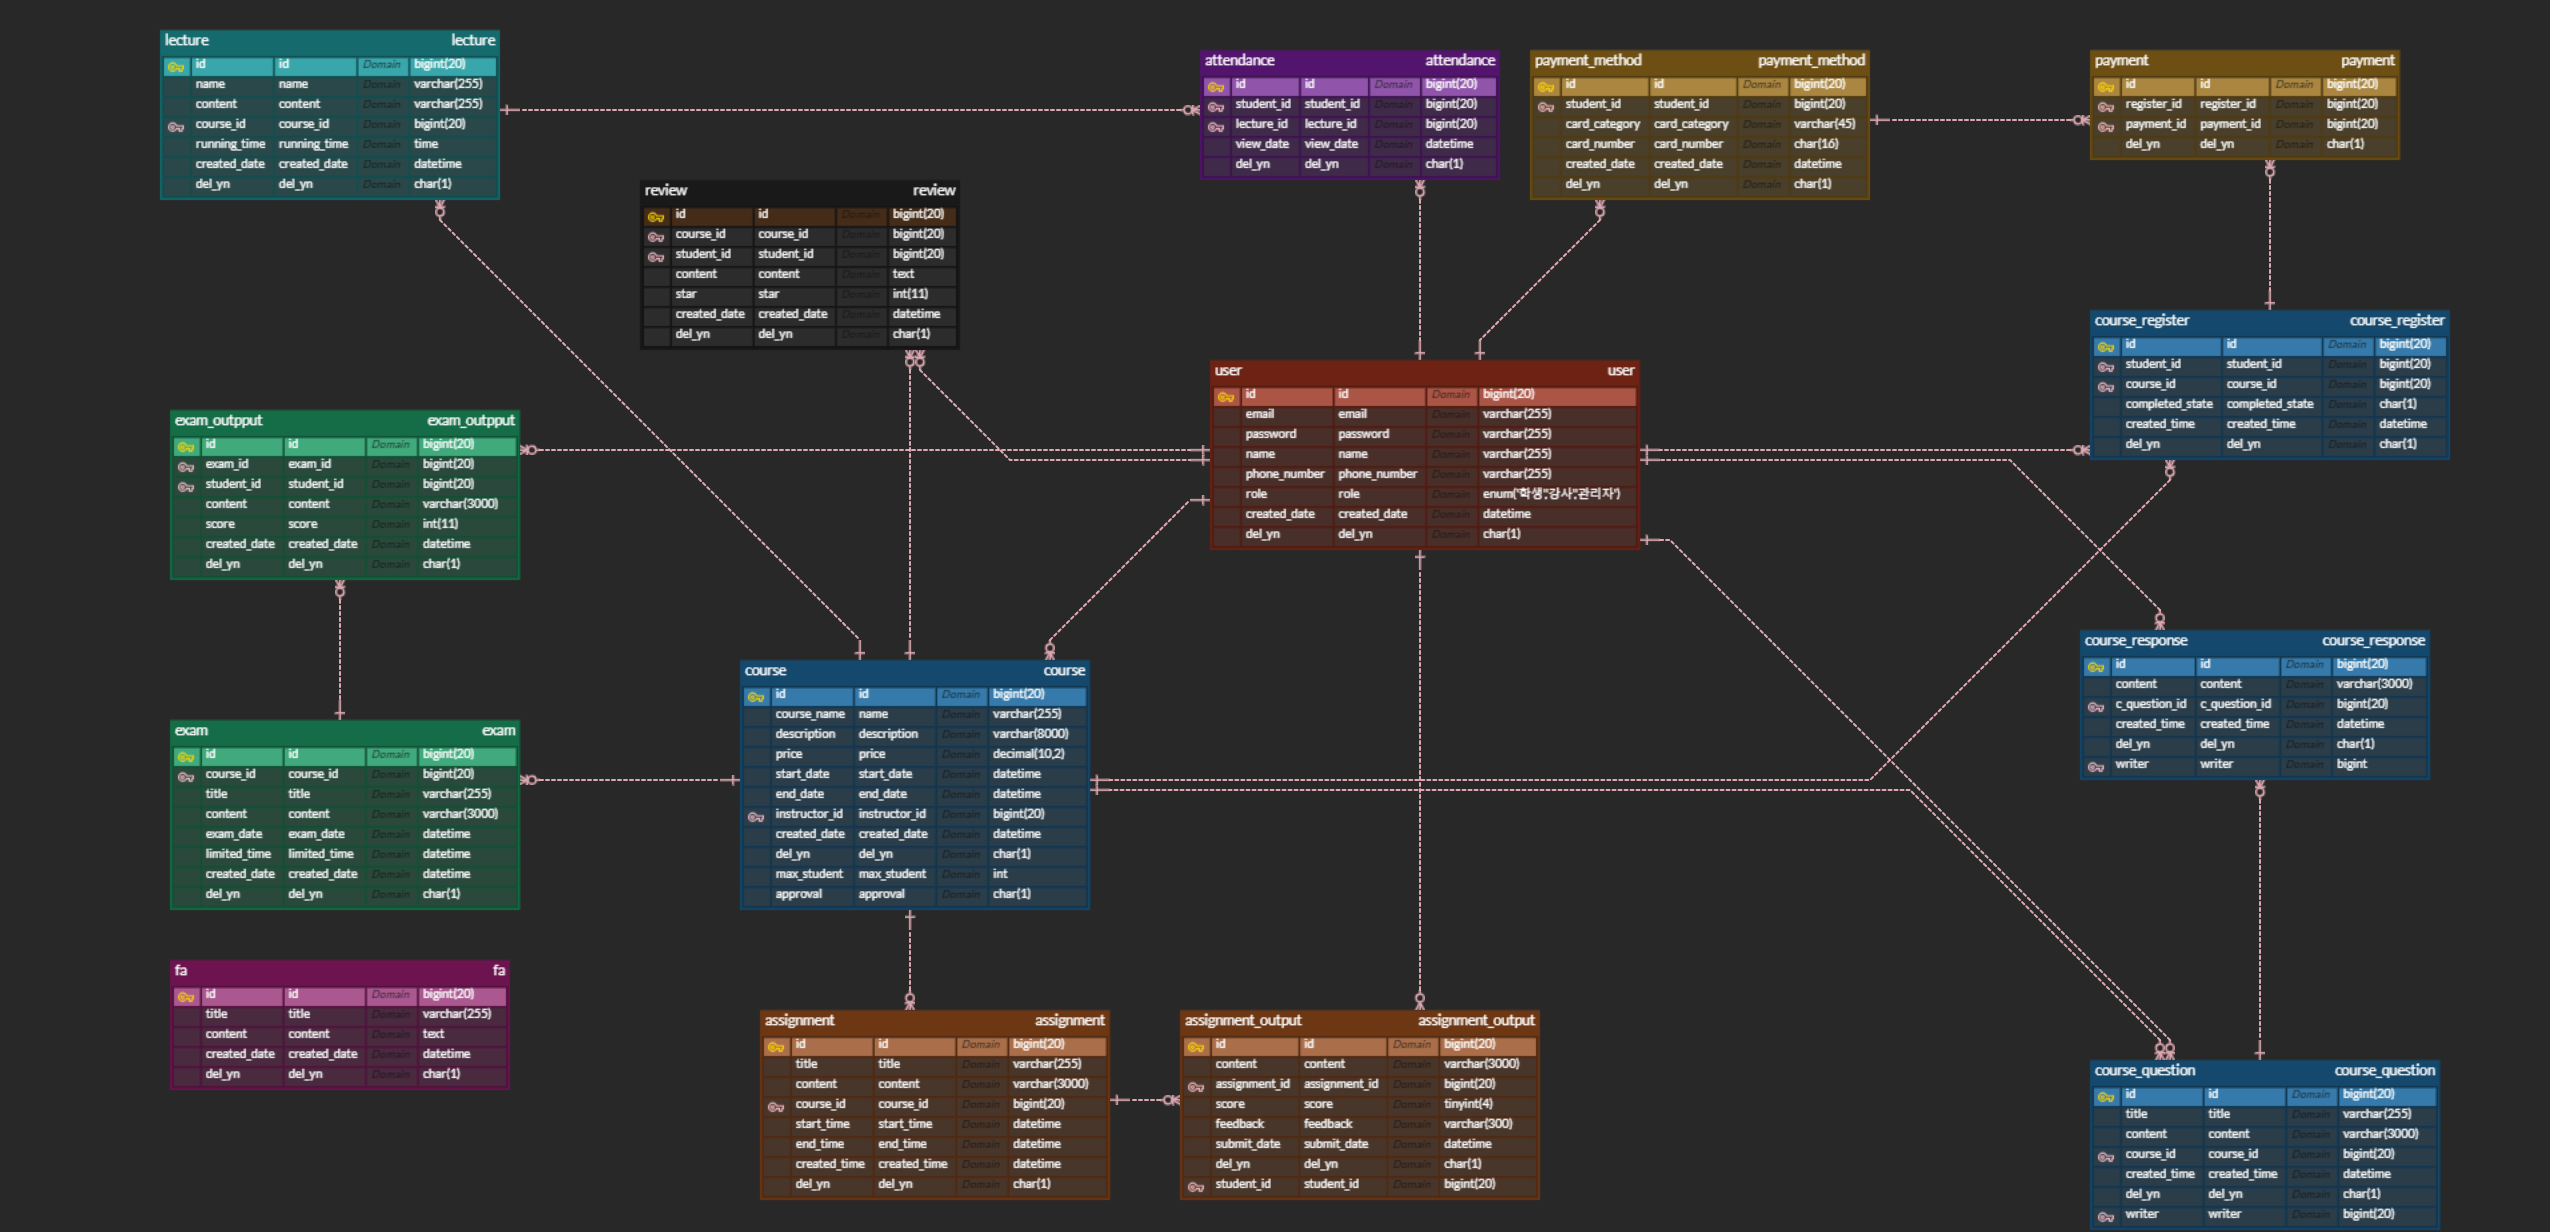 lecture lecture
id id Domain bigint(20)
name name Domain varchar(255)
content content Domain varchar(255)
course_id course_id Domain bigint(20)
running_time running_time Domain time
created_date created_date Domain datetime
del_yn del_yn Domain char(1)
attendance attendance
id id Domain bigint(20)
student_id student_id Domain bigint(20)
lecture_id lecture_id Domain bigint(20)
view_date view_date Domain datetime
del_yn del_yn Domain char(1)
payment_method payment_method
id id Domain bigint(20)
student_id student_id Domain bigint(20)
card_category card_category Domain varchar(45)
card_number card_number Domain char(16)
created_date created_date Domain datetime
del_yn del_yn Domain char(1)
payment payment
id id Domain bigint(20)
register_id register_id Domain bigint(20)
payment_id payment_id Domain bigint(20)
del_yn del_yn Domain char(1)
review review
id id Domain bigint(20)
course_id course_id Domain bigint(20)
student_id student_id Domain bigint(20)
content content Domain text
star star Domain int(11)
created_date created_date Domain datetime
del_yn del_yn Domain char(1)
course_register course_register
id id Domain bigint(20)
student_id student_id Domain bigint(20)
course_id course_id Domain bigint(20)
completed_state completed_state Domain char(1)
created_time created_time Domain datetime
del_yn del_yn Domain char(1)
user user
id id Domain bigint(20)
email email Domain varchar(255)
password password Domain varchar(255)
name name Domain varchar(255)
phone_number phone_number Domain varchar(255)
role role Domain enum('학생','강사','관리자')
created_date created_date Domain datetime
del_yn del_yn Domain char(1)
exam_outpput exam_outpput
id id Domain bigint(20)
exam_id exam_id Domain bigint(20)
student_id student_id Domain bigint(20)
content content Domain varchar(3000)
score score Domain int(11)
created_date created_date Domain datetime
del_yn del_yn Domain char(1)
course_response course_response
id id Domain bigint(20)
content content Domain varchar(3000)
c_question_id c_question_id Domain bigint(20)
created_time created_time Domain datetime
del_yn del_yn Domain char(1)
writer writer Domain bigint
course course
id id Domain bigint(20)
course_name name Domain varchar(255)
description description Domain varchar(8000)
price price Domain decimal(10,2)
start_date start_date Domain datetime
end_date end_date Domain datetime
instructor_id instructor_id Domain bigint(20)
created_date created_date Domain datetime
del_yn del_yn Domain char(1)
max_student max_student Domain int
approval approval Domain char(1)
exam exam
id id Domain bigint(20)
course_id course_id Domain bigint(20)
title title Domain varchar(255)
content content Domain varchar(3000)
exam_date exam_date Domain datetime
limited_time limited_time Domain datetime
created_date created_date Domain datetime
del_yn del_yn Domain char(1)
fa fa
id id Domain bigint(20)
title title Domain varchar(255)
content content Domain text
created_date created_date Domain datetime
del_yn del_yn Domain char(1)
assignment assignment
id id Domain bigint(20)
title title Domain varchar(255)
content content Domain varchar(3000)
course_id course_id Domain bigint(20)
start_time start_time Domain datetime
end_time end_time Domain datetime
created_time created_time Domain datetime
del_yn del_yn Domain char(1)
assignment_output assignment_output
id id Domain bigint(20)
content content Domain varchar(3000)
assignment_id assignment_id Domain bigint(20)
score score Domain tinyint(4)
feedback feedback Domain varchar(300)
submit_date submit_date Domain datetime
del_yn del_yn Domain char(1)
student_id student_id Domain bigint(20)
course_question course_question
id id Domain bigint(20)
title title Domain varchar(255)
content content Domain varchar(3000)
course_id course_id Domain bigint(20)
created_time created_time Domain datetime
del_yn del_yn Domain char(1)
writer writer Domain bigint(20)